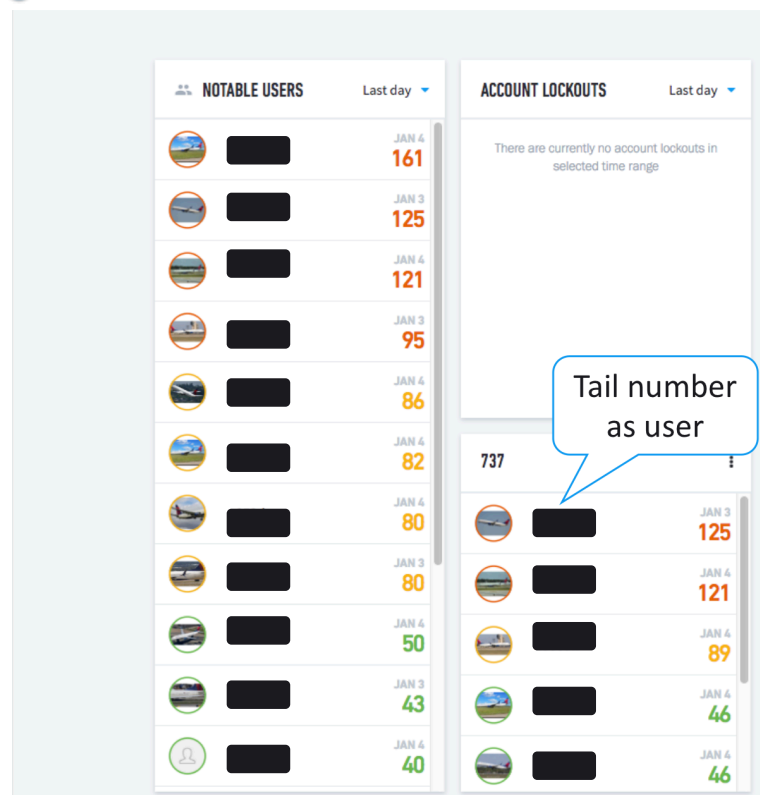 NOTABLE USERS
Last day
JAN 4
161
JAN 3
125
JAN 4
121
JAN 3
95
JAN 4
86
JAN 4
82
JAN 4
80
JAN 3
80
JAN 4
50
JAN 3
43
JAN 4
40
ACCOUNT LOCKOUTS
Last day
There are currently no account lockouts in
selected time range
Tail number
as user
737
JAN 3
125
JAN 4
121
JAN 4
89
JAN 4
46
JAN 4
46